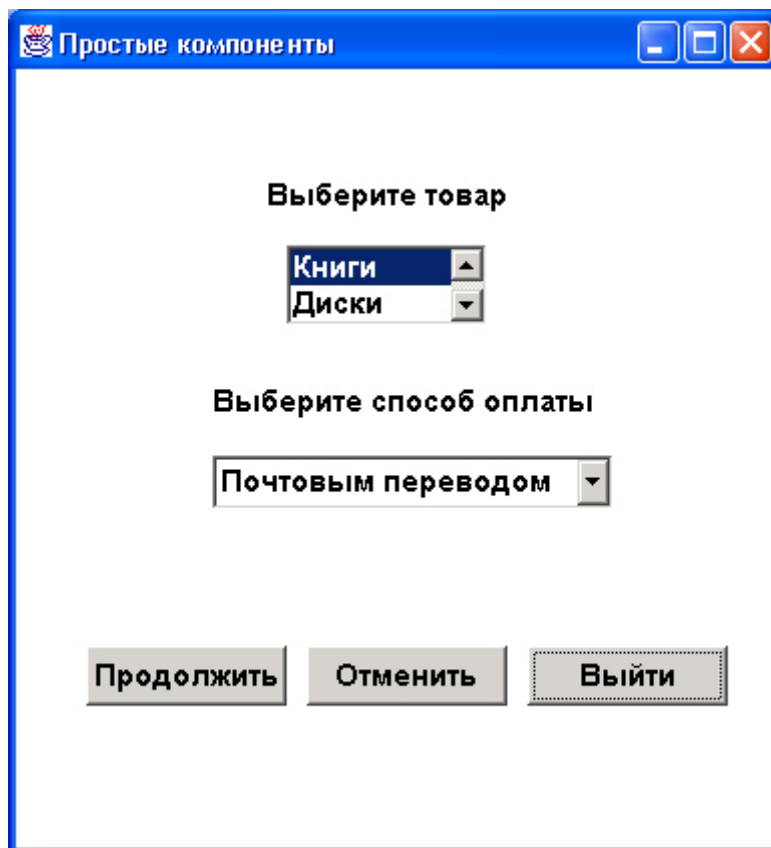 Простые компоненты
Выберите товар
Книги
Диски
Выберите способ оплаты
Почтовым переводом
Продолжить Отменить Выйти